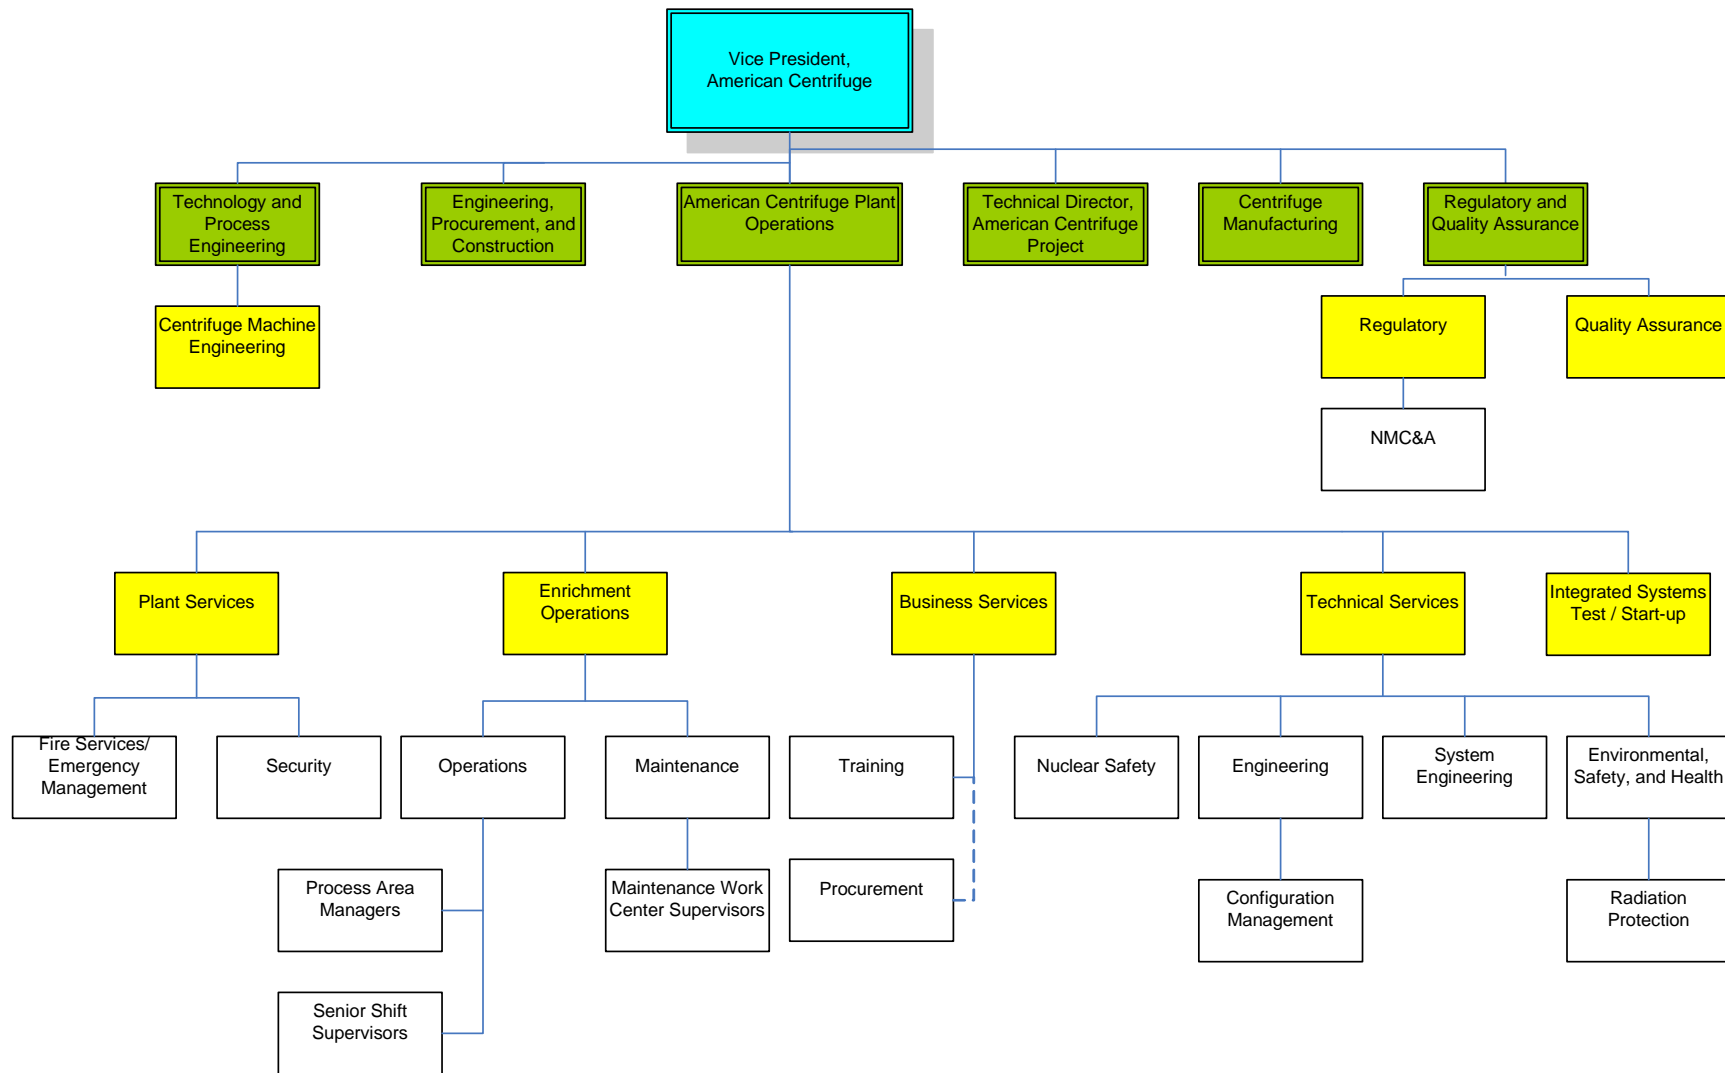 Vice President,
American Centrifuge
Technology and
Process
Engineering
Engineering,
Procurement, and
Construction
American Centrifuge Plant
Operations
Technical Director,
American Centrifuge
Project
Centrifuge
Manufacturing
Regulatory and
Quality Assurance
Centrifuge Machine
Engineering
Regulatory
Quality Assurance
NMC&A
Plant Services
Enrichment
Operations
Business Services
Technical Services
Integrated Systems
Test / Start-up
Fire Services/
Emergency
Management
Security
Operations
Maintenance
Training
Nuclear Safety
Engineering
System
Engineering
Environmental,
Safety, and Health
Process Area
Managers
Maintenance Work
Center Supervisors
Procurement
Configuration
Management
Radiation
Protection
Senior Shift
Supervisors